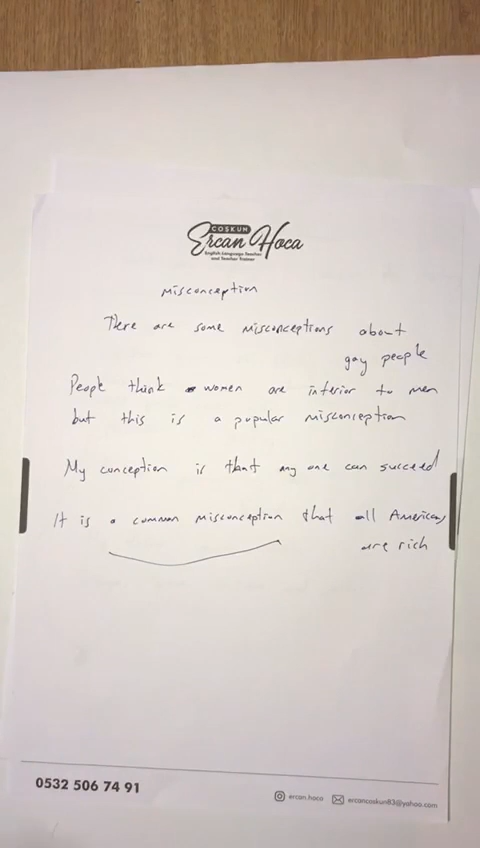 COŞKUN
Ercan Hoca
English Language Teacher
and Teacher Trainer
misconception
There are some misconceptions about
gay people
People think women are inferior to men
but this is a popular misconception
My conception is that any one can succeed
It is a common misconception that all Americans
are rich
0532 506 74 91
ercan.hoca
ercancoskun83@yahoo.com